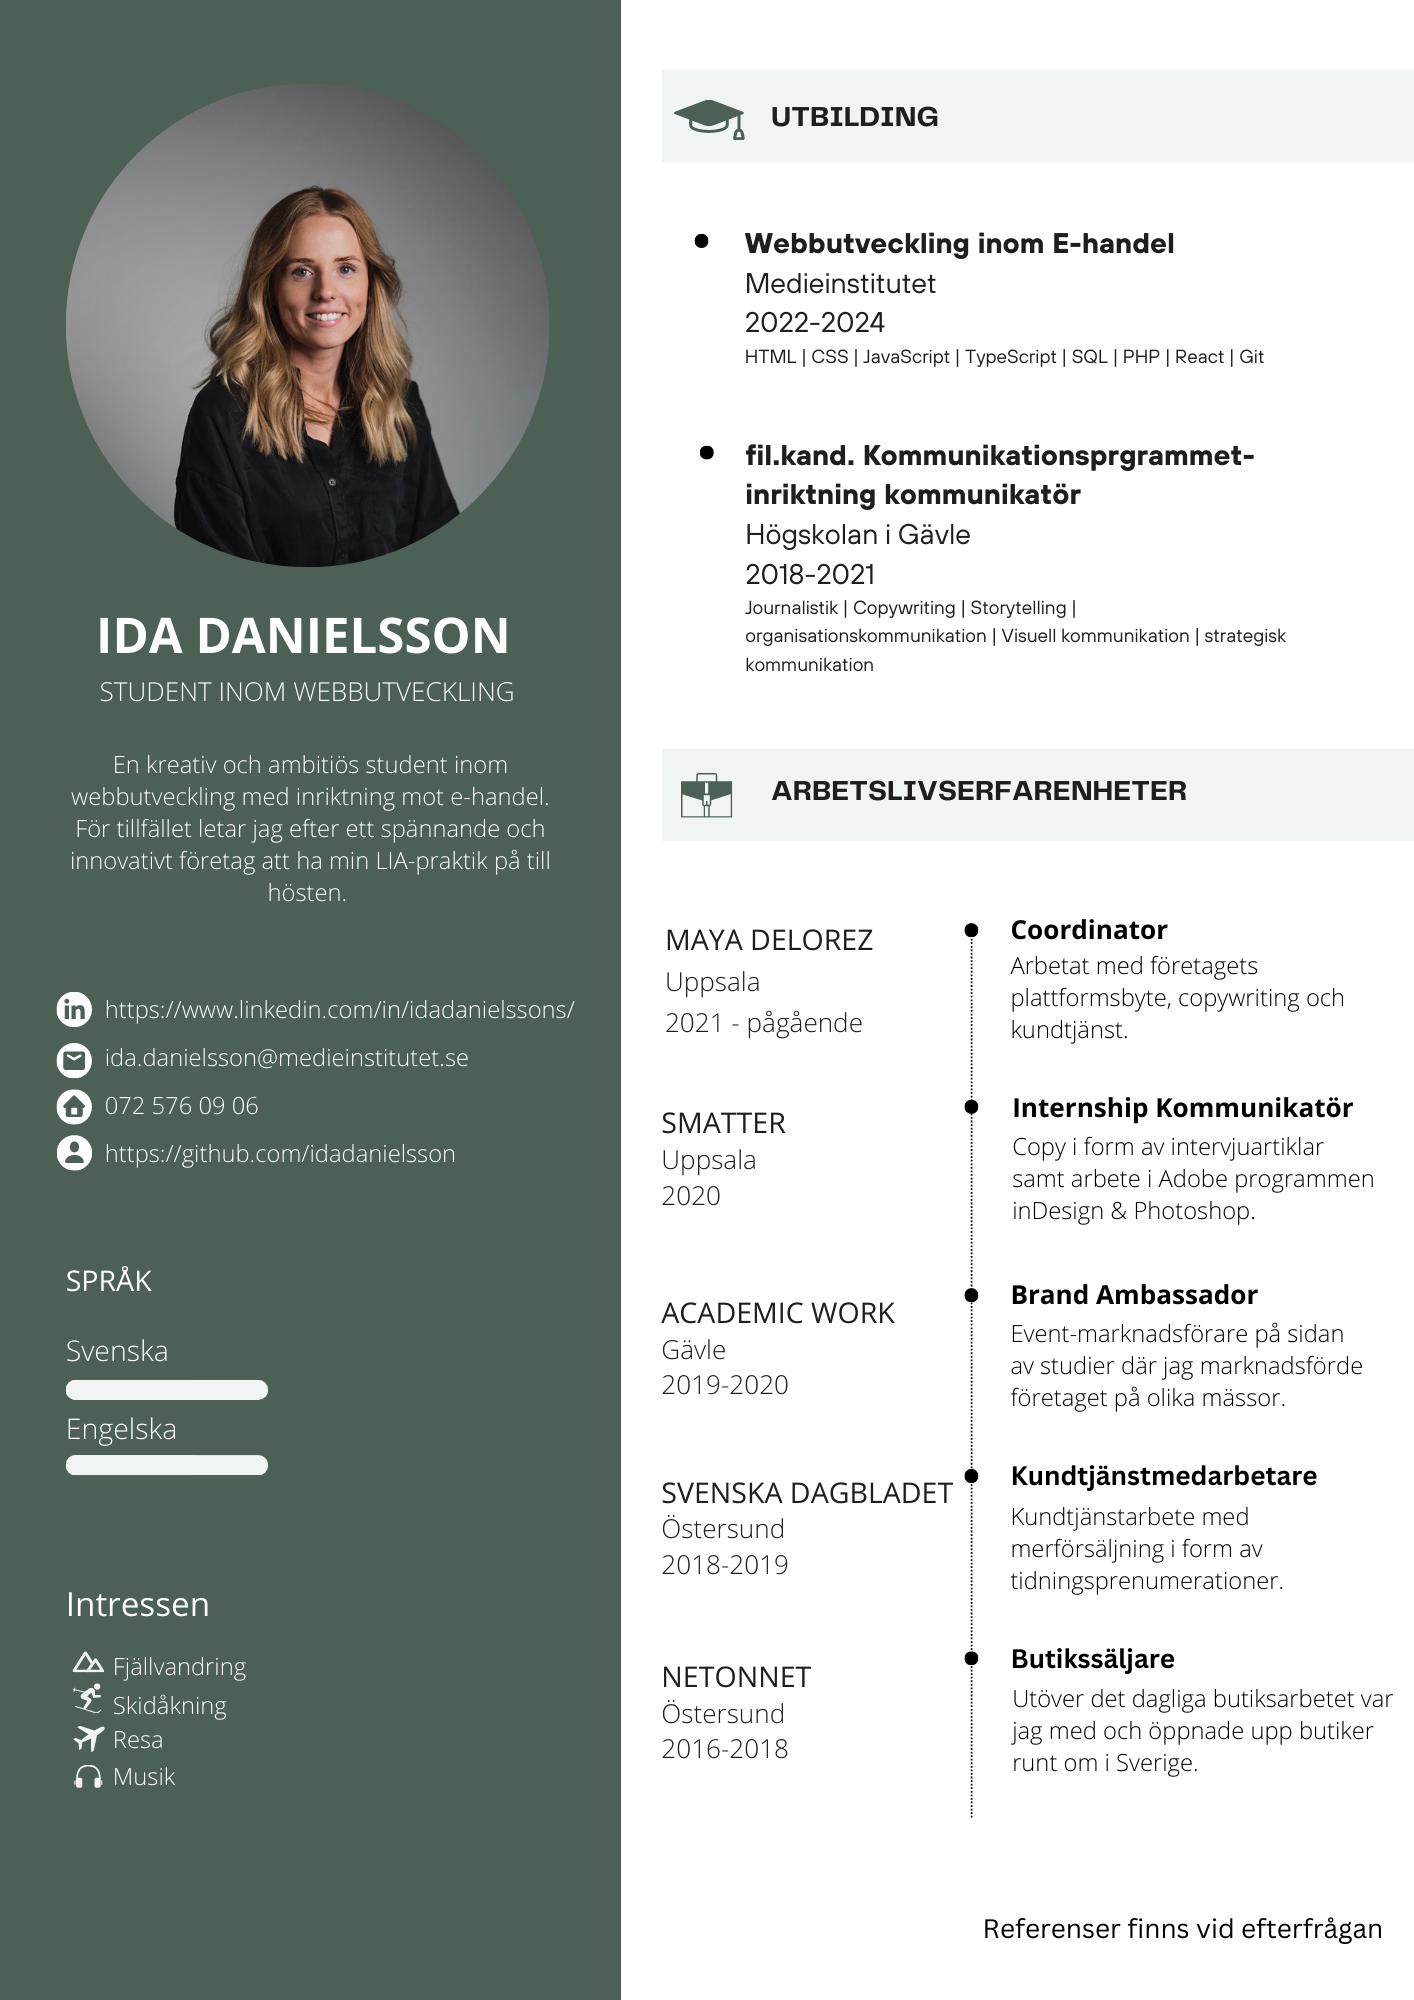 IDA DANIELSSON
STUDENT INOM WEBBUTVECKLING
En kreativ och ambitiös student inom
webbutveckling med inriktning mot e-handel.
För tillfället letar jag efter ett spännande och
innovativt företag att ha min LIA-praktik på till
hösten.
https://www.linkedin.com/in/idadanielssons/
ida.danielsson@medieinstitutet.se
072 576 09 06
https://github.com/idadanielsson
SPRÅK
Svenska
Engelska
Intressen
Fjällvandring
Skidåkning
Resa
Musik
UTBILDING
Webbutveckling inom E-handel
Medieinstitutet
2022-2024
HTML | CSS | JavaScript | TypeScript | SQL | PHP | React | Git
fil.kand. Kommunikationsprgrammet-
inriktning kommunikatör
Högskolan i Gävle
2018-2021
Journalistik | Copywriting | Storytelling |
organisationskommunikation | Visuell kommunikation | strategisk
kommunikation
ARBETSLIVSERFARENHETER
MAYA DELOREZ
Uppsala
2021 - pågående
Coordinator
Arbetat med företagets
plattformsbyte, copywriting och
kundtjänst.
SMATTER
Uppsala
2020
Internship Kommunikatör
Copy i form av intervjuartiklar
samt arbete i Adobe programmen
inDesign & Photoshop.
ACADEMIC WORK
Gävle
2019-2020
Brand Ambassador
Event-marknadsförare på sidan
av studier där jag marknadsförde
företaget på olika mässor.
SVENSKA DAGBLADET
Östersund
2018-2019
Kundtjänstmedarbetare
Kundtjänstarbete med
merförsäljning i form av
tidningsprenumerationer.
NETONNET
Östersund
2016-2018
Butikssäljare
Utöver det dagliga butiksarbetet var
jag med och öppnade upp butiker
runt om i Sverige.
Referenser finns vid efterfrågan